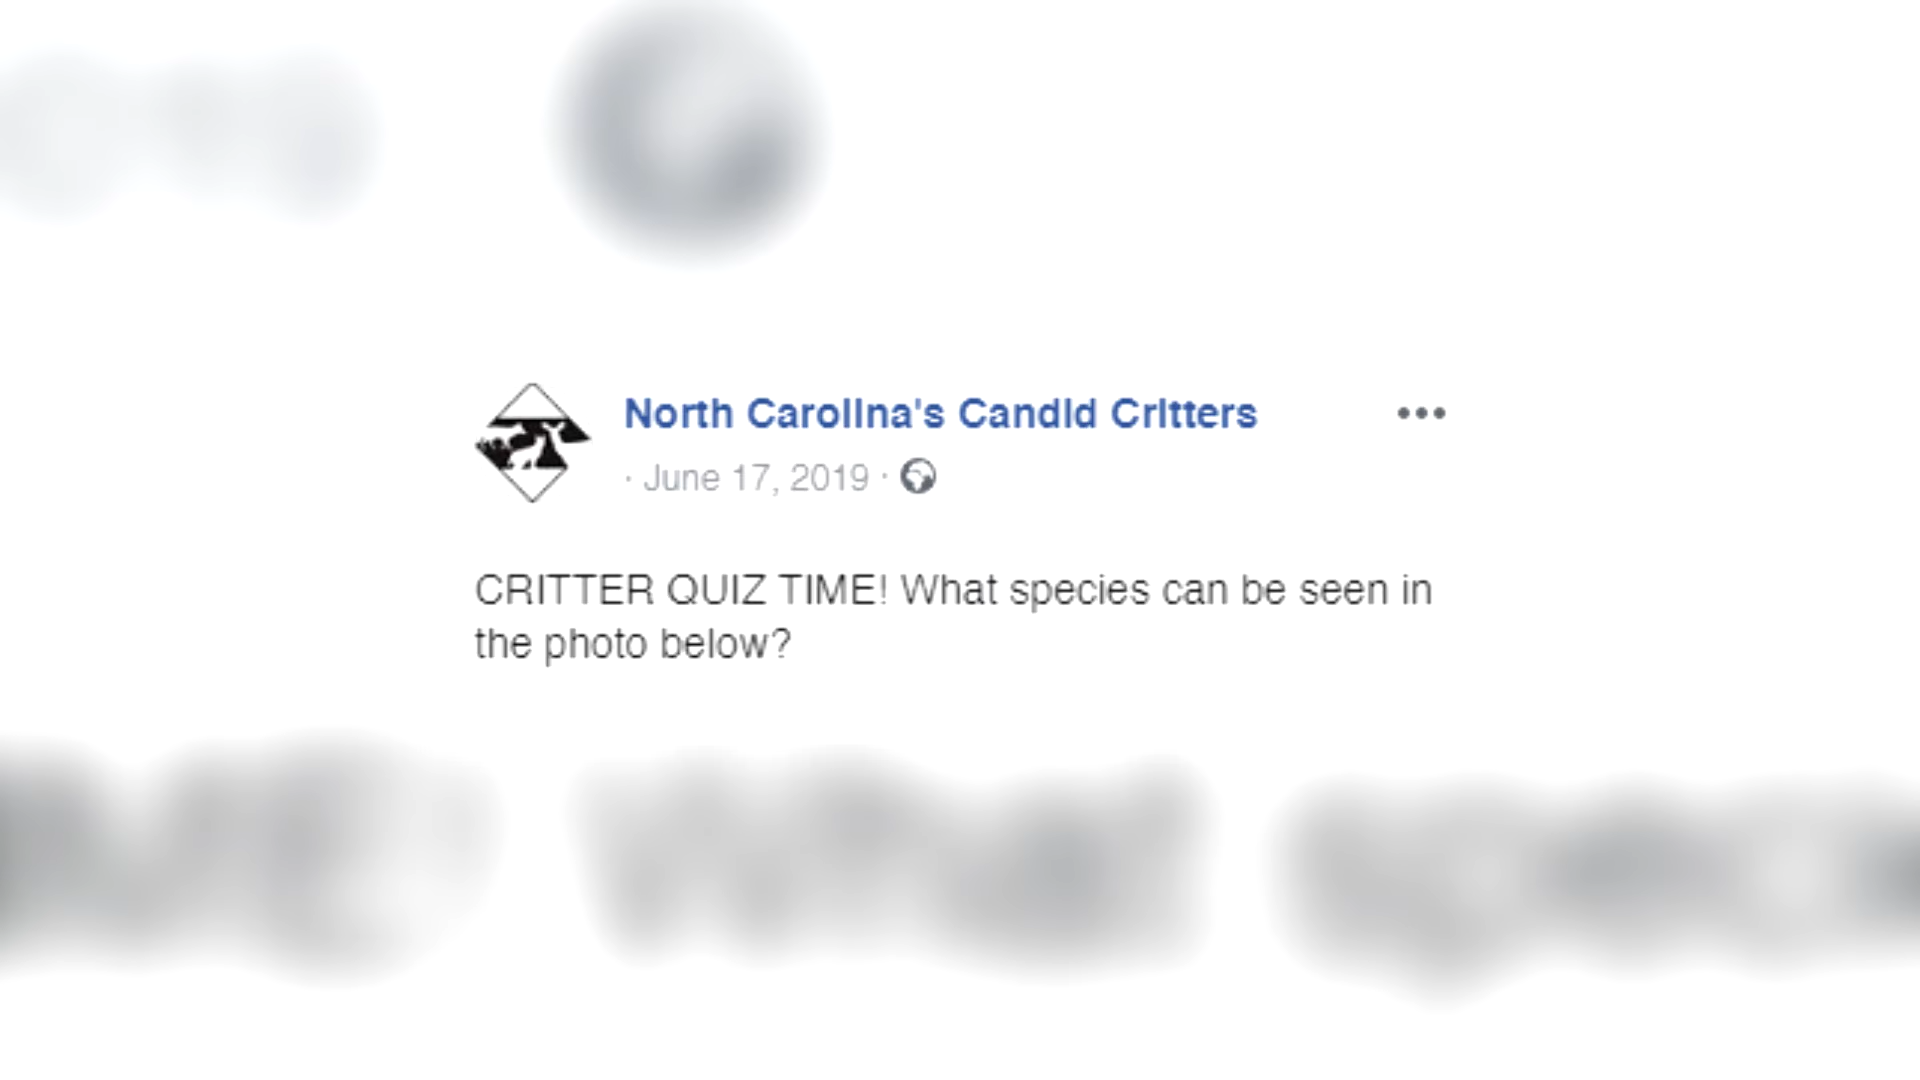 North Carolina's Candid Critters
· June 17, 2019 ·
CRITTER QUIZ TIME! What species can be seen in
the photo below?